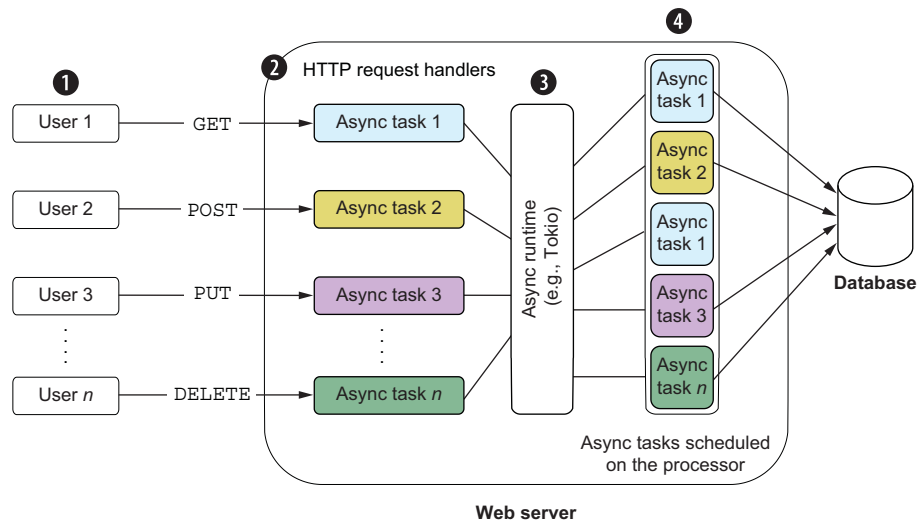 1
2
3
4
HTTP request handlers
User 1
GET
Async task 1
User 2
POST
Async task 2
User 3
PUT
Async task 3
User n
DELETE
Async task n
Async runtime
(e.g., Tokio)
Async
task 1
Async
task 2
Async
task 1
Async
task 3
Async
task n
Async tasks scheduled
on the processor
Database
Web server